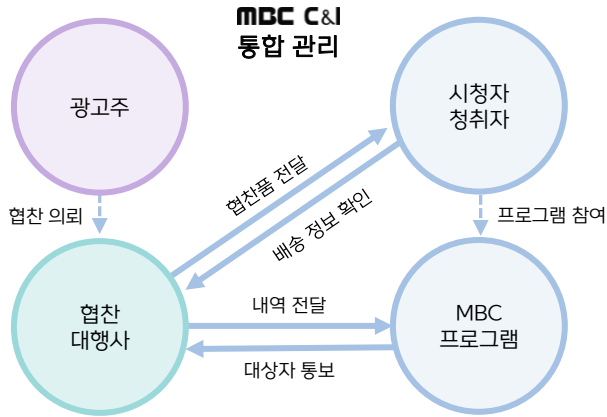 MBC C&I
통합 관리
광고주
시청자
청취자
협찬품 전달
배송 정보 확인
협찬 의뢰
프로그램 참여
협찬
대행사
내역 전달
대상자 통보
MBC
프로그램